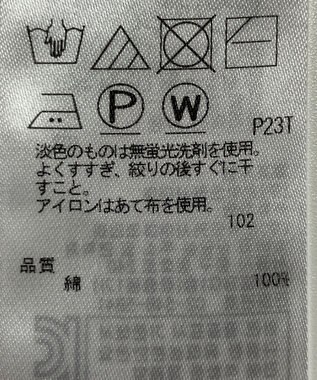 P
W
P23T
淡色のものは無蛍光洗剤を使用。
よくすすぎ、絞りの後すぐに干
すこと。
アイロンはあて布を使用。
102
品質
綿 100%